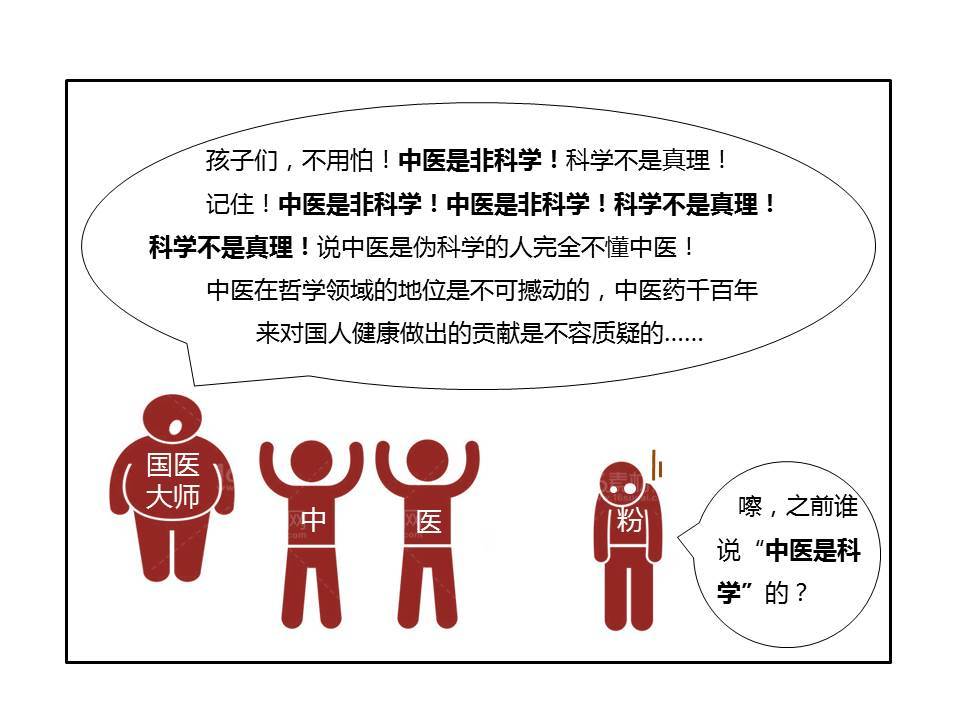 孩子们，不用怕！中医是非科学！科学不是真理！
记住！中医是非科学！中医是非科学！科学不是真理！
科学不是真理！说中医是伪科学的人完全不懂中医！
中医在哲学领域的地位是不可撼动的，中医药千百年
来对国人健康做出的贡献是不容质疑的......
国医
大师
中
医
粉
嚓，之前谁
说“中医是科
学”的？